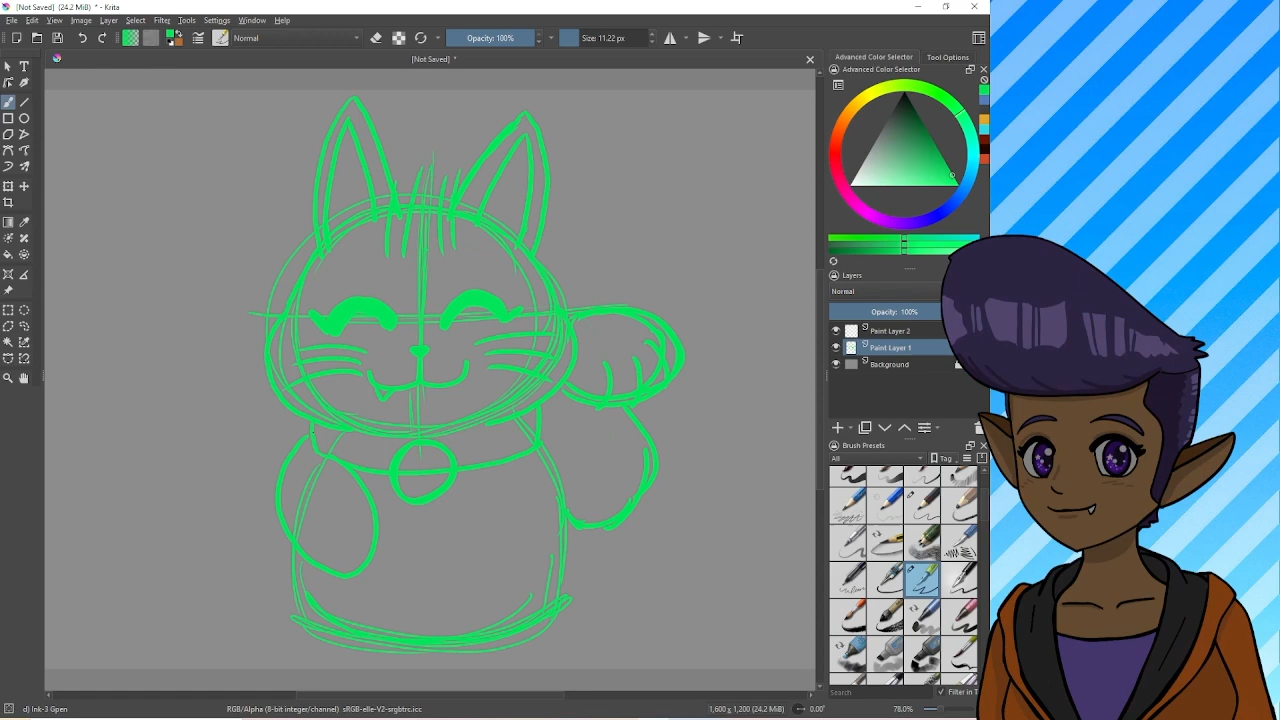 [Not Saved] (24.2 MiB) * - Krita
File Edit View Image Layer Select Filter Tools Settings Window Help
Normal Opacity: 100% Size: 11.22 px
[Not Saved] *
Advanced Color Selector Tool Options
Advanced Color Selector
Layers
Normal
Opacity: 100%
Paint Layer 2
Paint Layer 1
Background
Brush Presets
All Tag
Search Filter in T
d) Ink-3 Gpen RGB/Alpha (8-bit integer/channel) sRGB-elle-V2-srgbtrc.icc 1,600 x 1,200 (24.2 MiB) 0.00° 78.0%